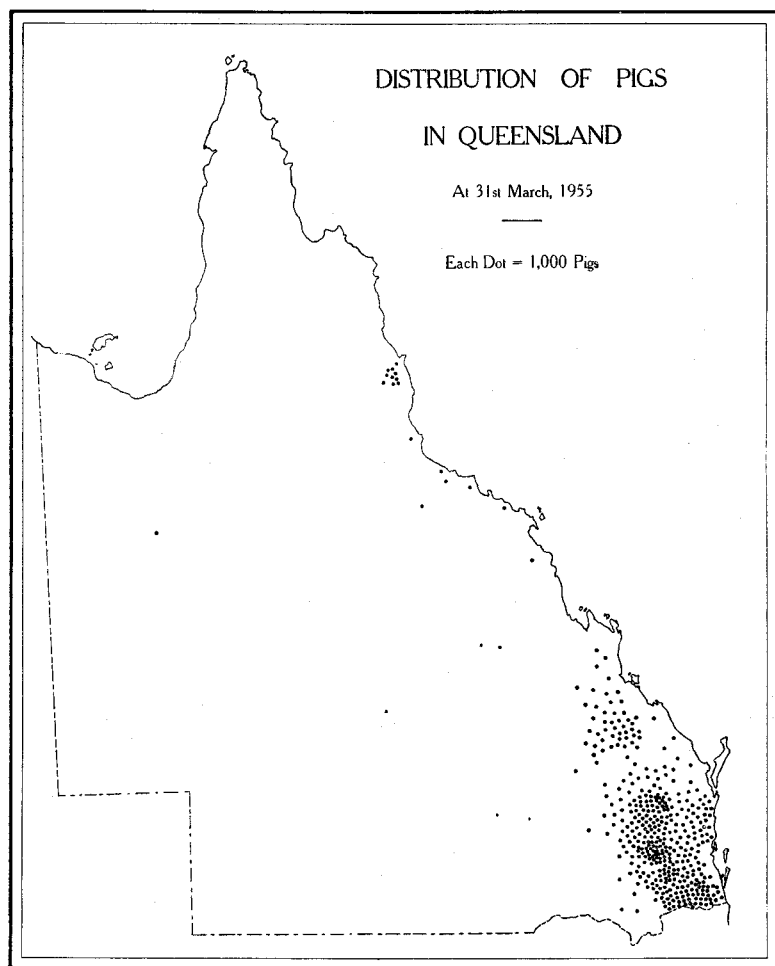 DISTRIBUTION OF PIGS
IN QUEENSLAND
At 31st March, 1955
Each Dot = 1,000 Pigs